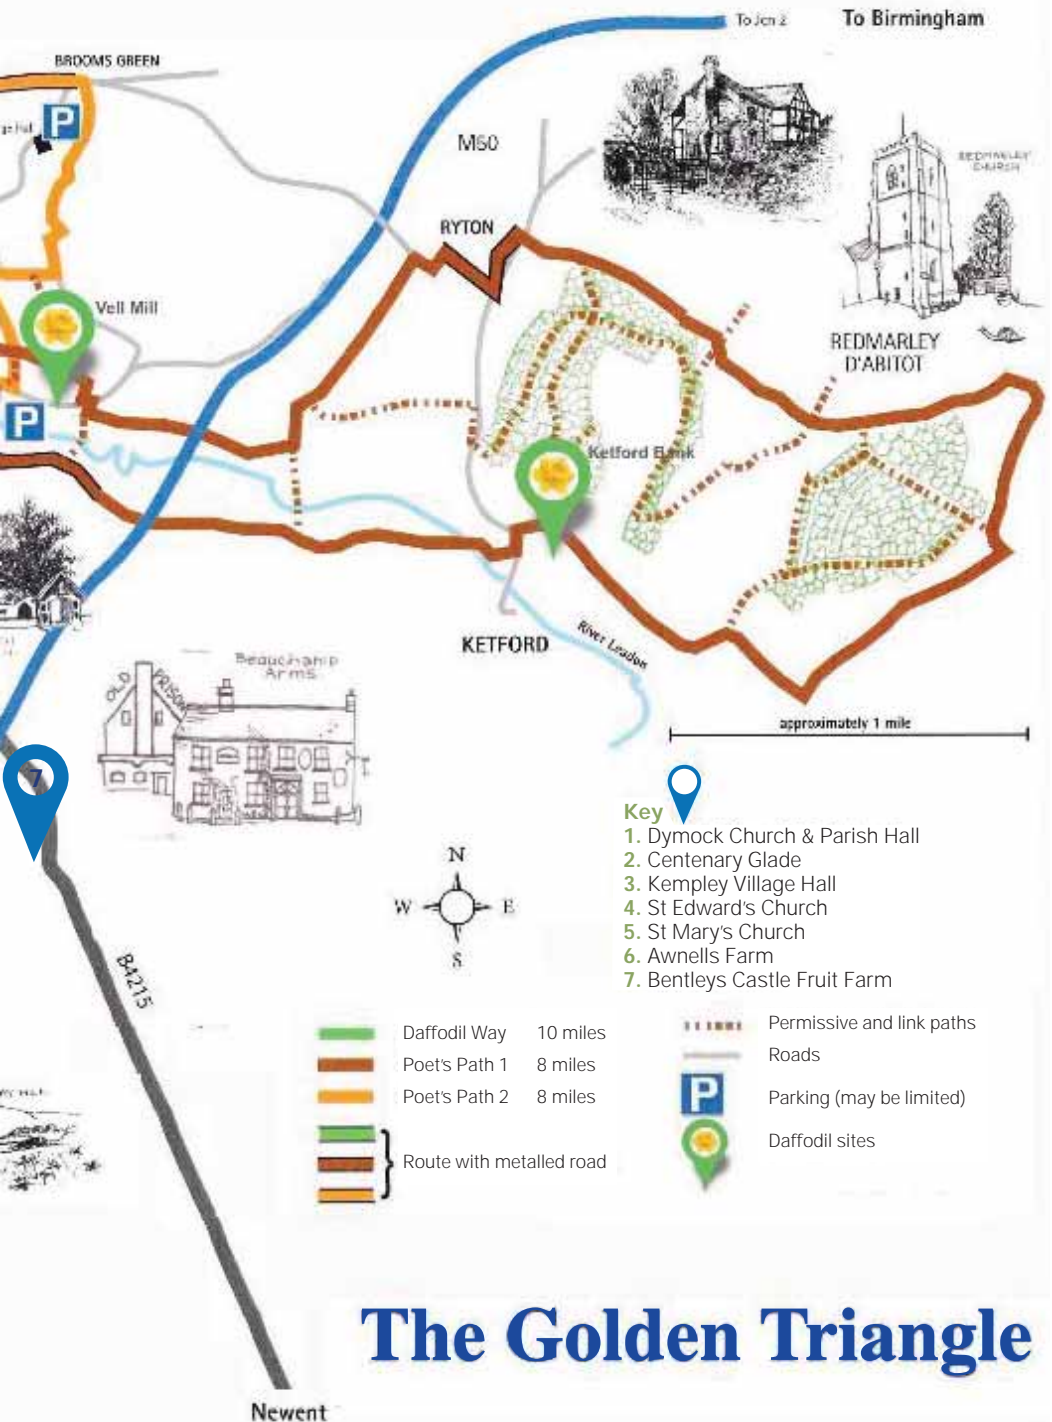 To Jcn 2
To Birmingham
BROOMS GREEN
P
M50
REDMARLEY
CHURCH
RYTON
Vell Mill
REDMARLEY
D'ABITOT
P
Ketford Bank
KETFORD
River Leadon
Beauchamp
Arms
OLD PRISON
approximately 1 mile
7
Key
1. Dymock Church & Parish Hall
2. Centenary Glade
3. Kempley Village Hall
4. St Edward's Church
5. St Mary's Church
6. Awnells Farm
7. Bentleys Castle Fruit Farm
N
W E
S
B4215
Daffodil Way 10 miles
Poet's Path 1 8 miles
Poet's Path 2 8 miles
Route with metalled road
Permissive and link paths
Roads
P Parking (may be limited)
Daffodil sites
The Golden Triangle
Newent